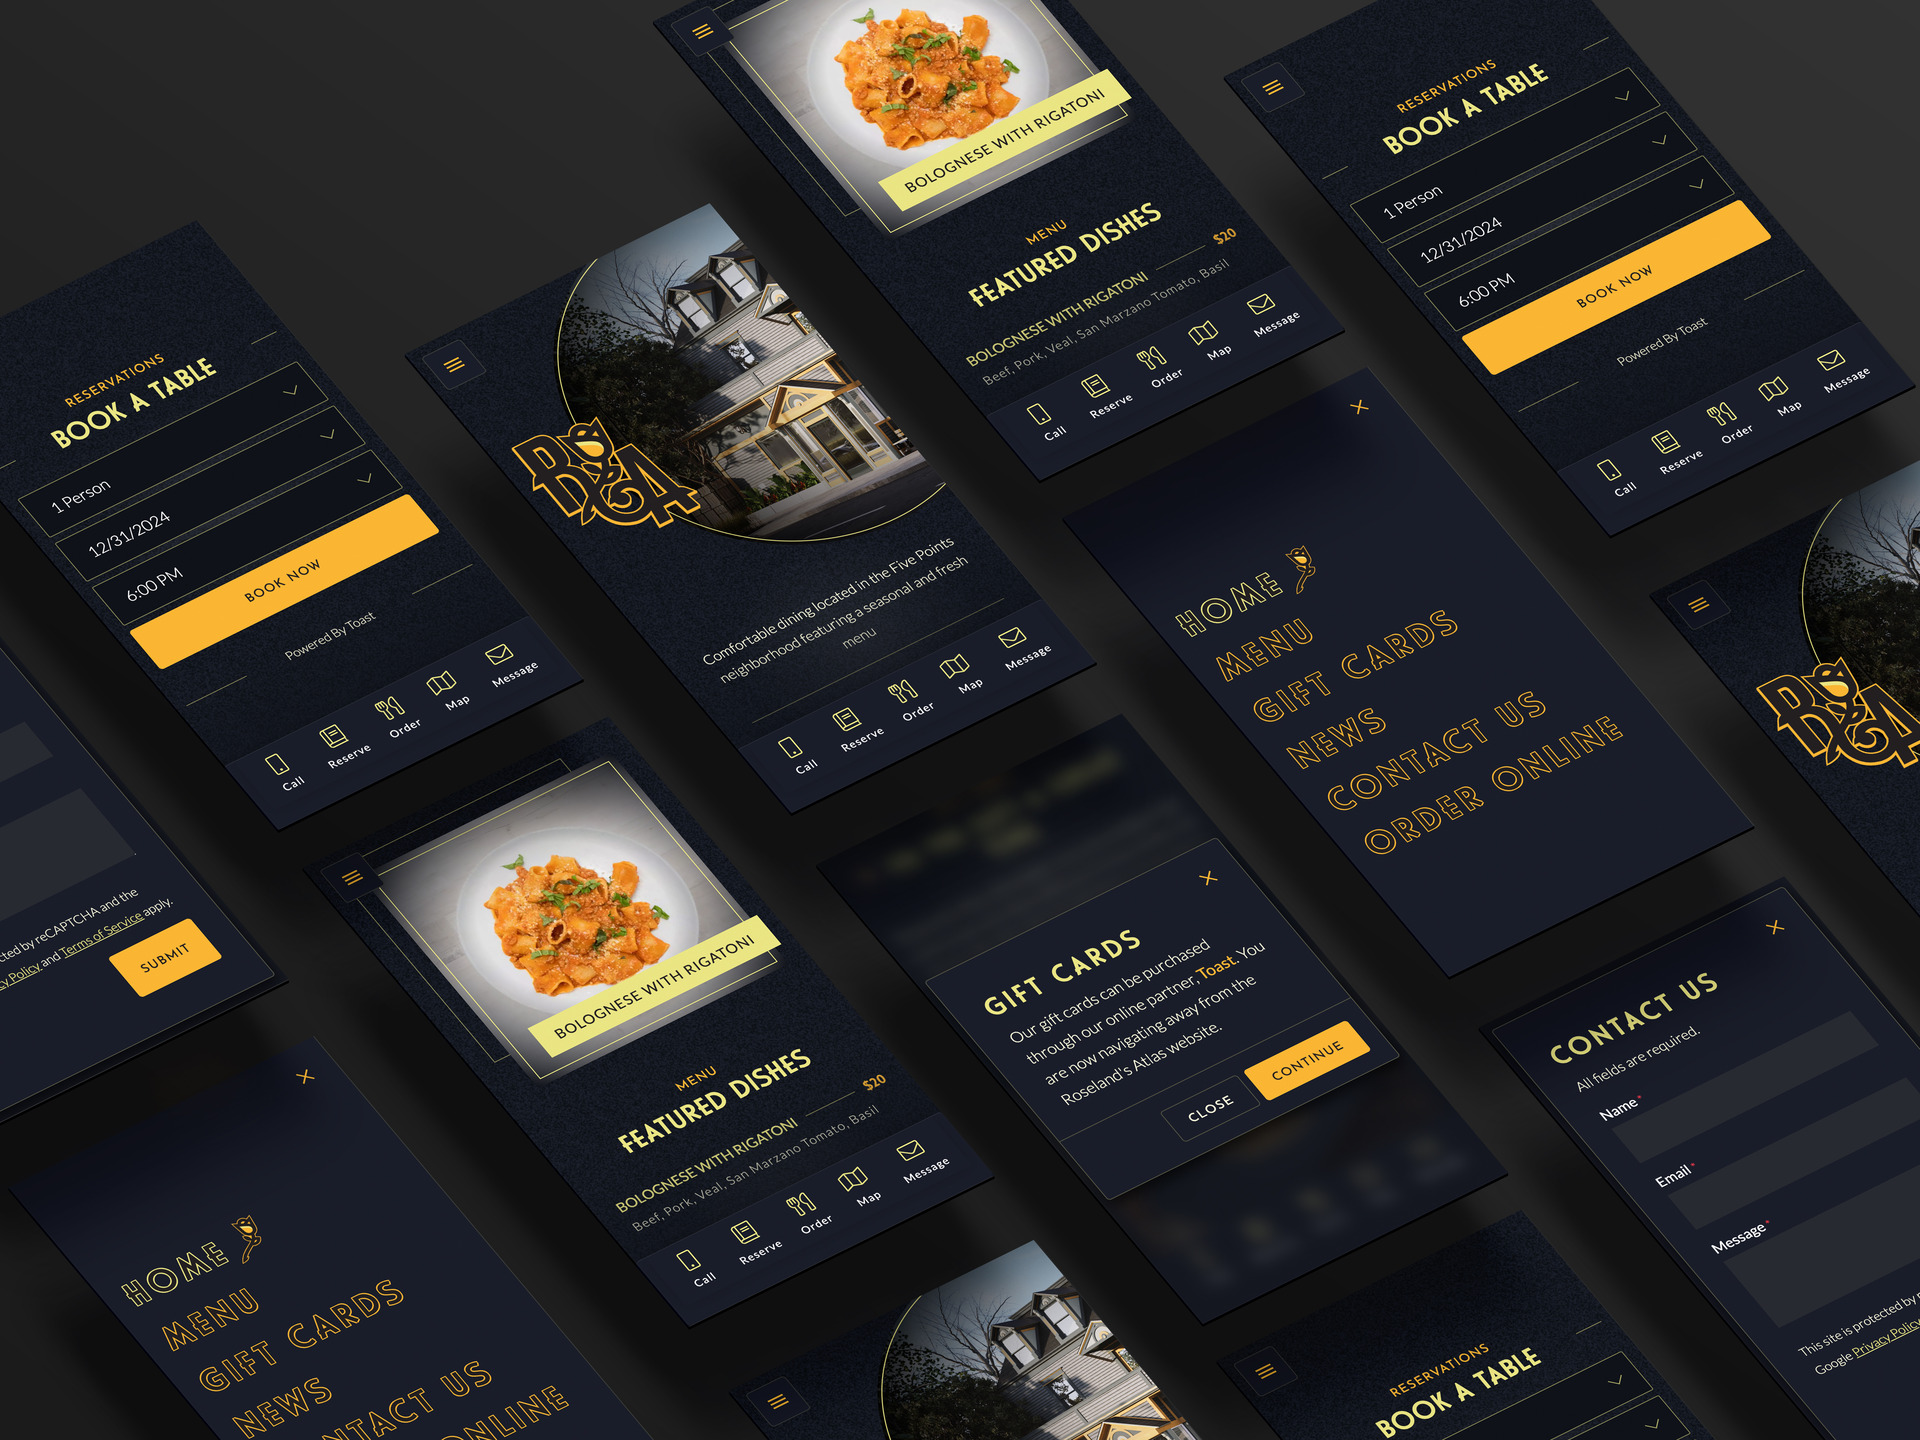 RESERVATIONS
BOOK A TABLE
1 Person
12/31/2024
6:00 PM
BOOK NOW
Powered By Toast
Call
Reserve
Order
Map
Message
R&A
Comfortable dining located in the Five Points
neighborhood featuring a seasonal and fresh
menu
Call
Reserve
Order
Map
Message
BOLOGNESE WITH RIGATONI
MENU
FEATURED DISHES
BOLOGNESE WITH RIGATONI $20
Beef, Pork, Veal, San Marzano Tomato, Basil
Call
Reserve
Order
Map
Message
RESERVATIONS
BOOK A TABLE
1 Person
12/31/2024
6:00 PM
BOOK NOW
Powered By Toast
Call
Reserve
Order
Map
Message
reCAPTCHA and the
Policy and Terms of Service apply.
SUBMIT
BOLOGNESE WITH RIGATONI
MENU
FEATURED DISHES
BOLOGNESE WITH RIGATONI $20
Beef, Pork, Veal, San Marzano Tomato, Basil
Call
Reserve
Order
Map
Message
GIFT CARDS
Our gift cards can be purchased
through our online partner, Toast. You
are now navigating away from the
Roseland's Atlas website.
CLOSE
CONTINUE
HOME
MENU
GIFT CARDS
NEWS
CONTACT US
ORDER ONLINE
R&A
HOME
MENU
GIFT CARDS
NEWS
NTACT US
ONLINE
CONTACT US
All fields are required.
Name*
Email*
Message*
This site is protected by
Google Privacy Policy
RESERVATIONS
BOOK A TABLE